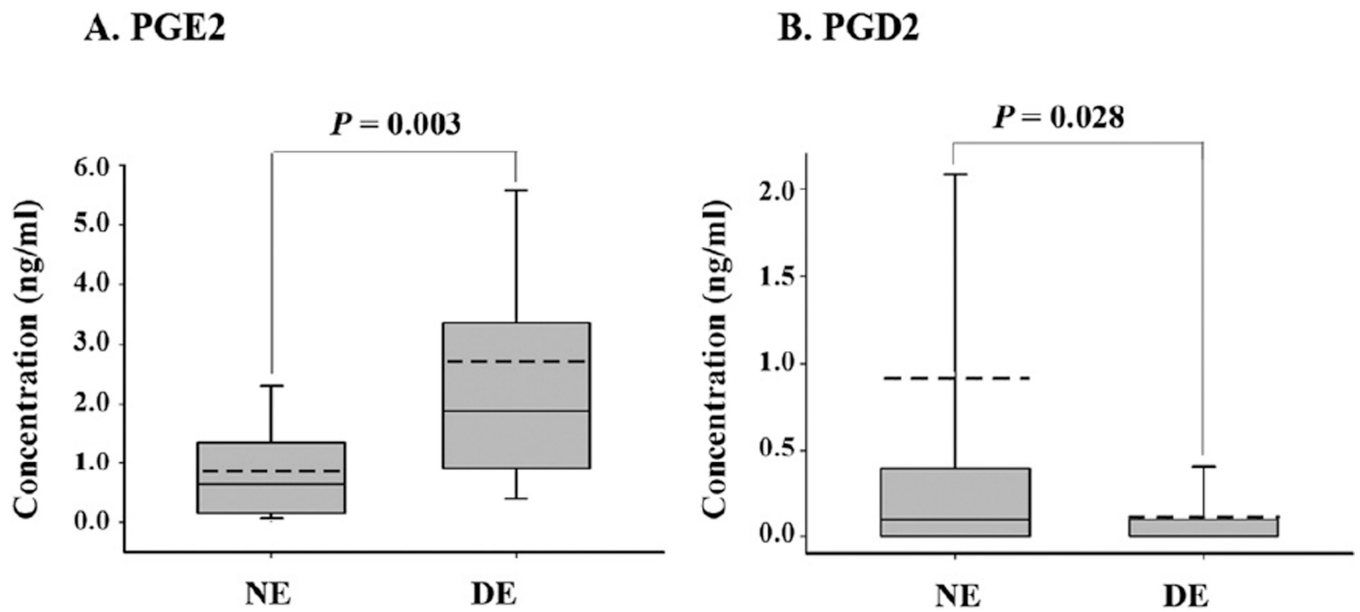 A. PGE2
P = 0.003
Concentration (ng/ml)
6.0
5.0
4.0
3.0
2.0
1.0
0.0
NE
DE
B. PGD2
P = 0.028
Concentration (ng/ml)
2.0
1.5
1.0
0.5
0.0
NE
DE